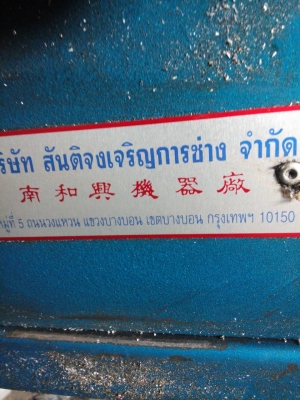 ริษัท สันติจงเจริญการช่าง จำกัด
南和興機器廠
หมู่ที่ 5 ถนนวงแหวน แขวงบางบอน เขตบางบอน กรุงเทพฯ 10150